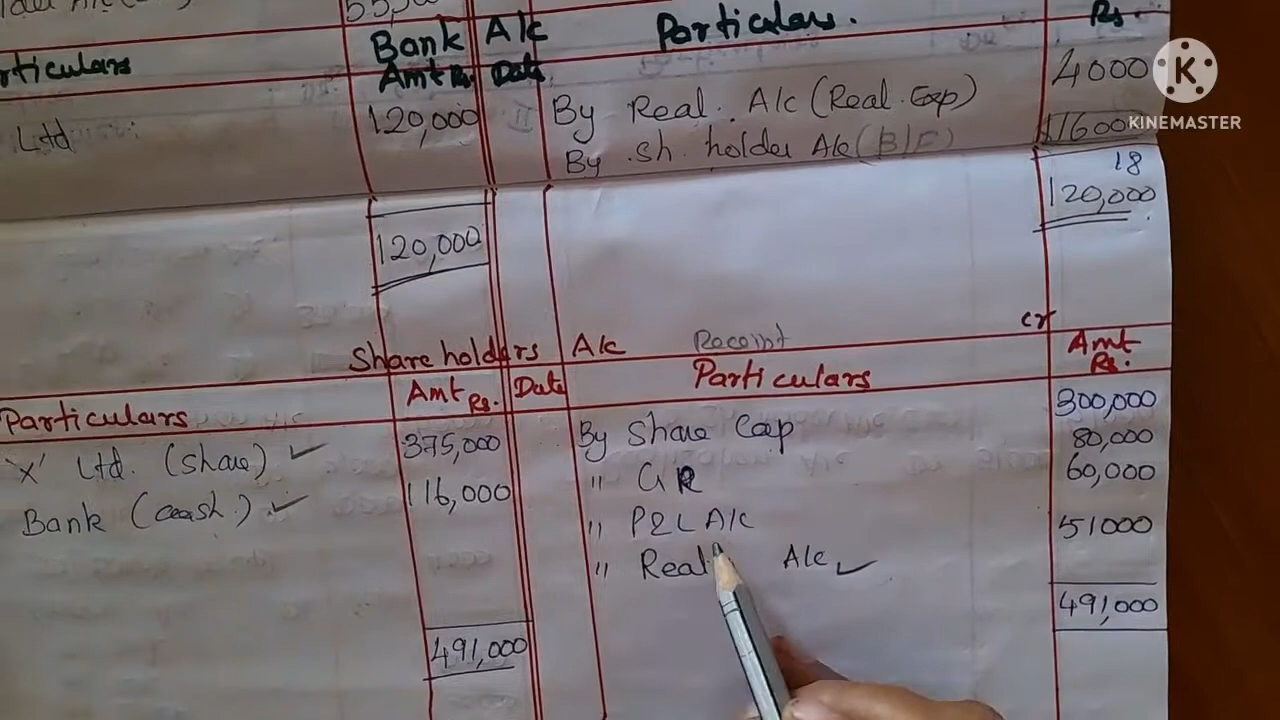 Bank A/c
rticulars Amt Rs. Date Particulars. Rs.
Ltd 120,000 By Real. A/c (Real. Exp) 4000
By sh. holder A/c (B/F) 116000
KINEMASTER
18
120,000 120,000
Share holders A/c Receint cr
Particulars Amt Rs. Date Particulars Amt Rs.
'X' Ltd. (share) 375,000 By Share Cap 300,000
Bank (cash.) 116,000 " GR 80,000
" P&L A/c 60,000
" Real A/c 51000
491,000 491,000